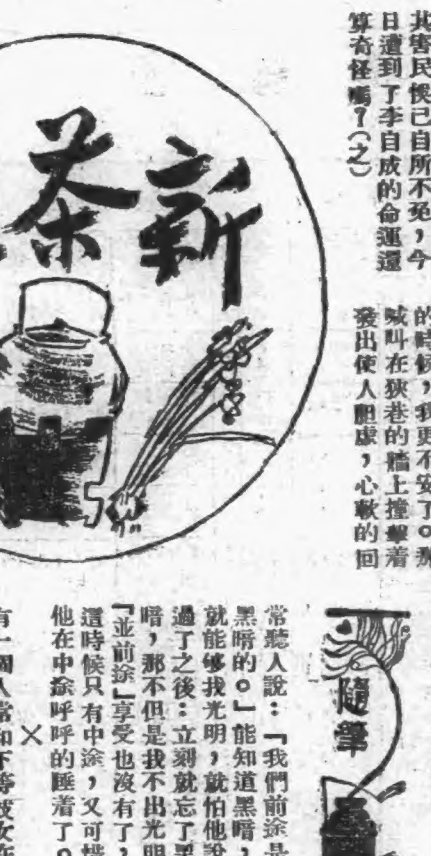 其害民悞己自所不免，今
日遭到了李自成的命運還
算奇怪嗎？（之）
的時候，我更不安了。那
喊叫在狹巷的牆上撞擊着
發出使人膽虛，心軟的回
新茶
隨筆
常聽人說：「我們前途是
黑暗的。」能知道黑暗，
就能够找光明，就怕他說
過了之後：立刻就忘了黑
暗，那不但是找不出光明
『並前途』享受也沒有了，
這時候只有中途，又可惜
他在中途呼呼的睡着了。
×
有一個人常和下等妓女在